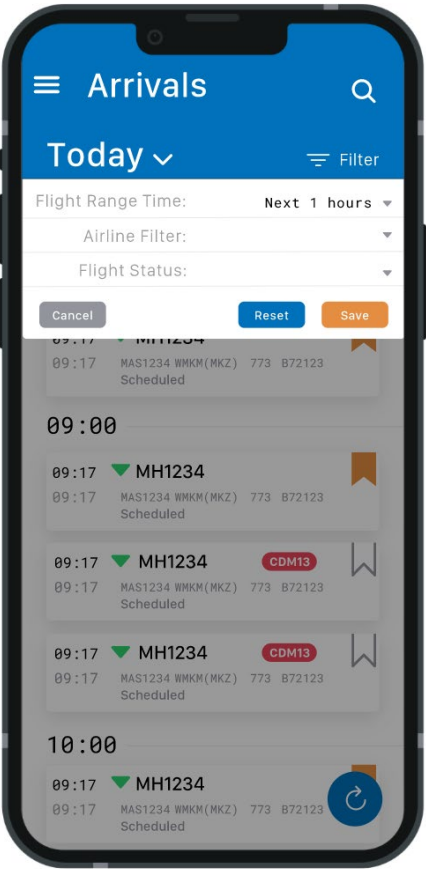 Arrivals
Today
Filter
Flight Range Time: Next 1 hours
Airline Filter:
Flight Status:
Cancel Reset Save
09:17 MH1234
09:17 MAS1234 WMKM(MKZ) 773 B72123
Scheduled
09:00
09:17 MH1234
09:17 MAS1234 WMKM(MKZ) 773 B72123
Scheduled
09:17 MH1234 CDM13
09:17 MAS1234 WMKM(MKZ) 773 B72123
Scheduled
09:17 MH1234 CDM13
09:17 MAS1234 WMKM(MKZ) 773 B72123
Scheduled
10:00
09:17 MH1234
09:17 MAS1234 WMKM(MKZ) 773 B72123
Scheduled